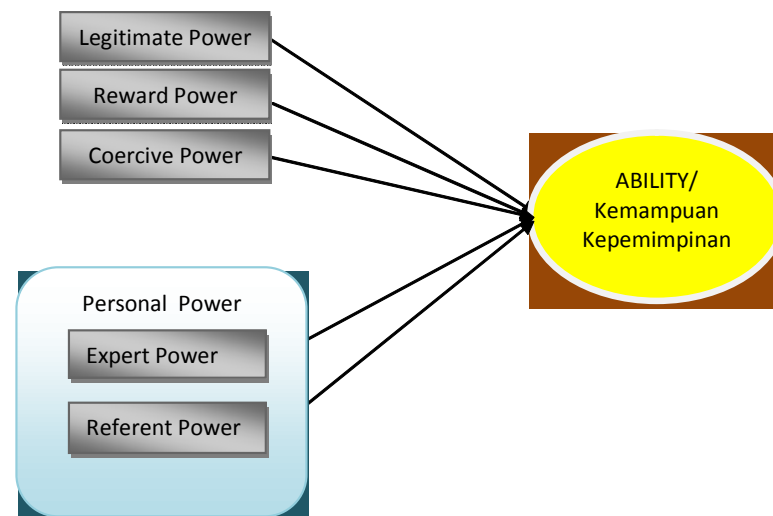 Legitimate Power
Reward Power
Coercive Power
Personal Power
Expert Power
Referent Power
ABILITY/
Kemampuan
Kepemimpinan